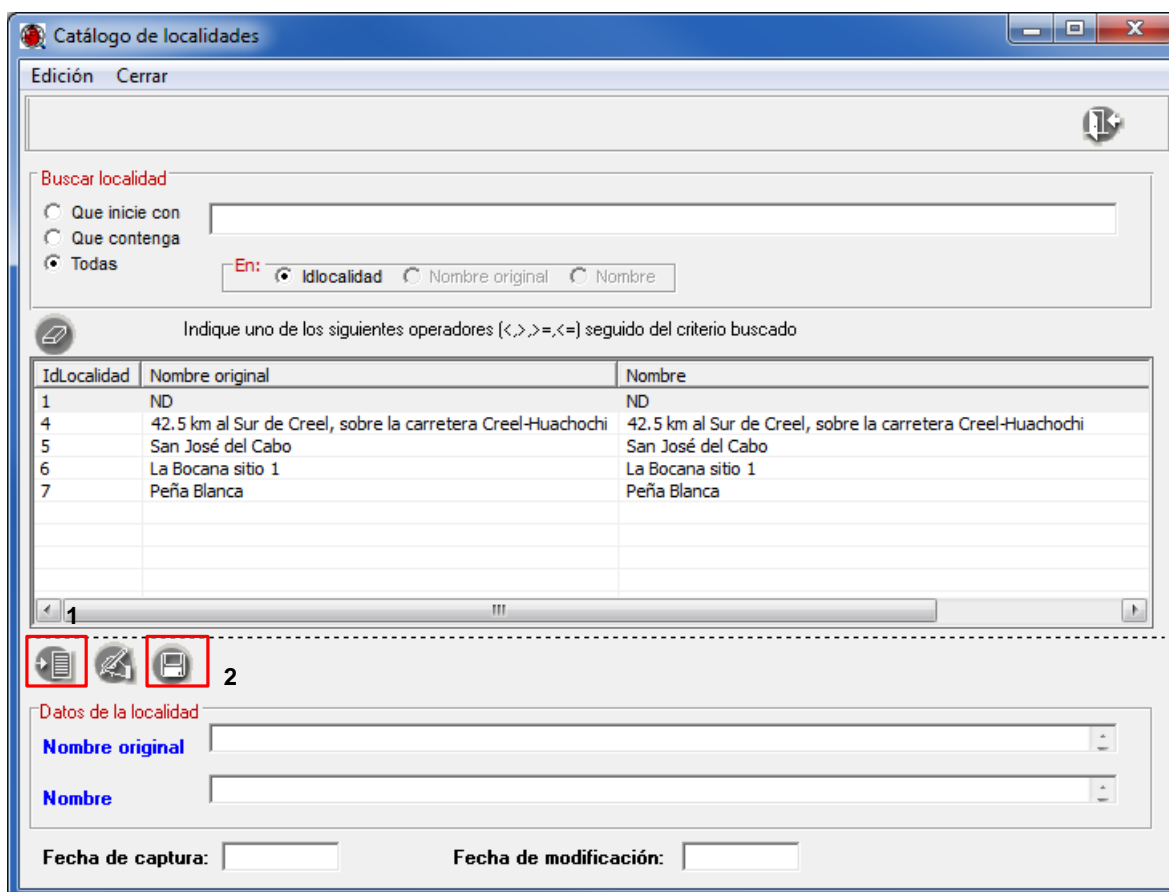 Catálogo de localidades
Edición Cerrar
Buscar localidad
Que inicie con
Que contenga
Todas
En: Idlocalidad Nombre original Nombre
Indique uno de los siguientes operadores (<,>,>=,<=) seguido del criterio buscado
IdLocalidad Nombre original Nombre
1 ND ND
4 42.5 km al Sur de Creel, sobre la carretera Creel-Huachochi 42.5 km al Sur de Creel, sobre la carretera Creel-Huachochi
5 San José del Cabo San José del Cabo
6 La Bocana sitio 1 La Bocana sitio 1
7 Peña Blanca Peña Blanca
1
2
Datos de la localidad
Nombre original
Nombre
Fecha de captura: Fecha de modificación: